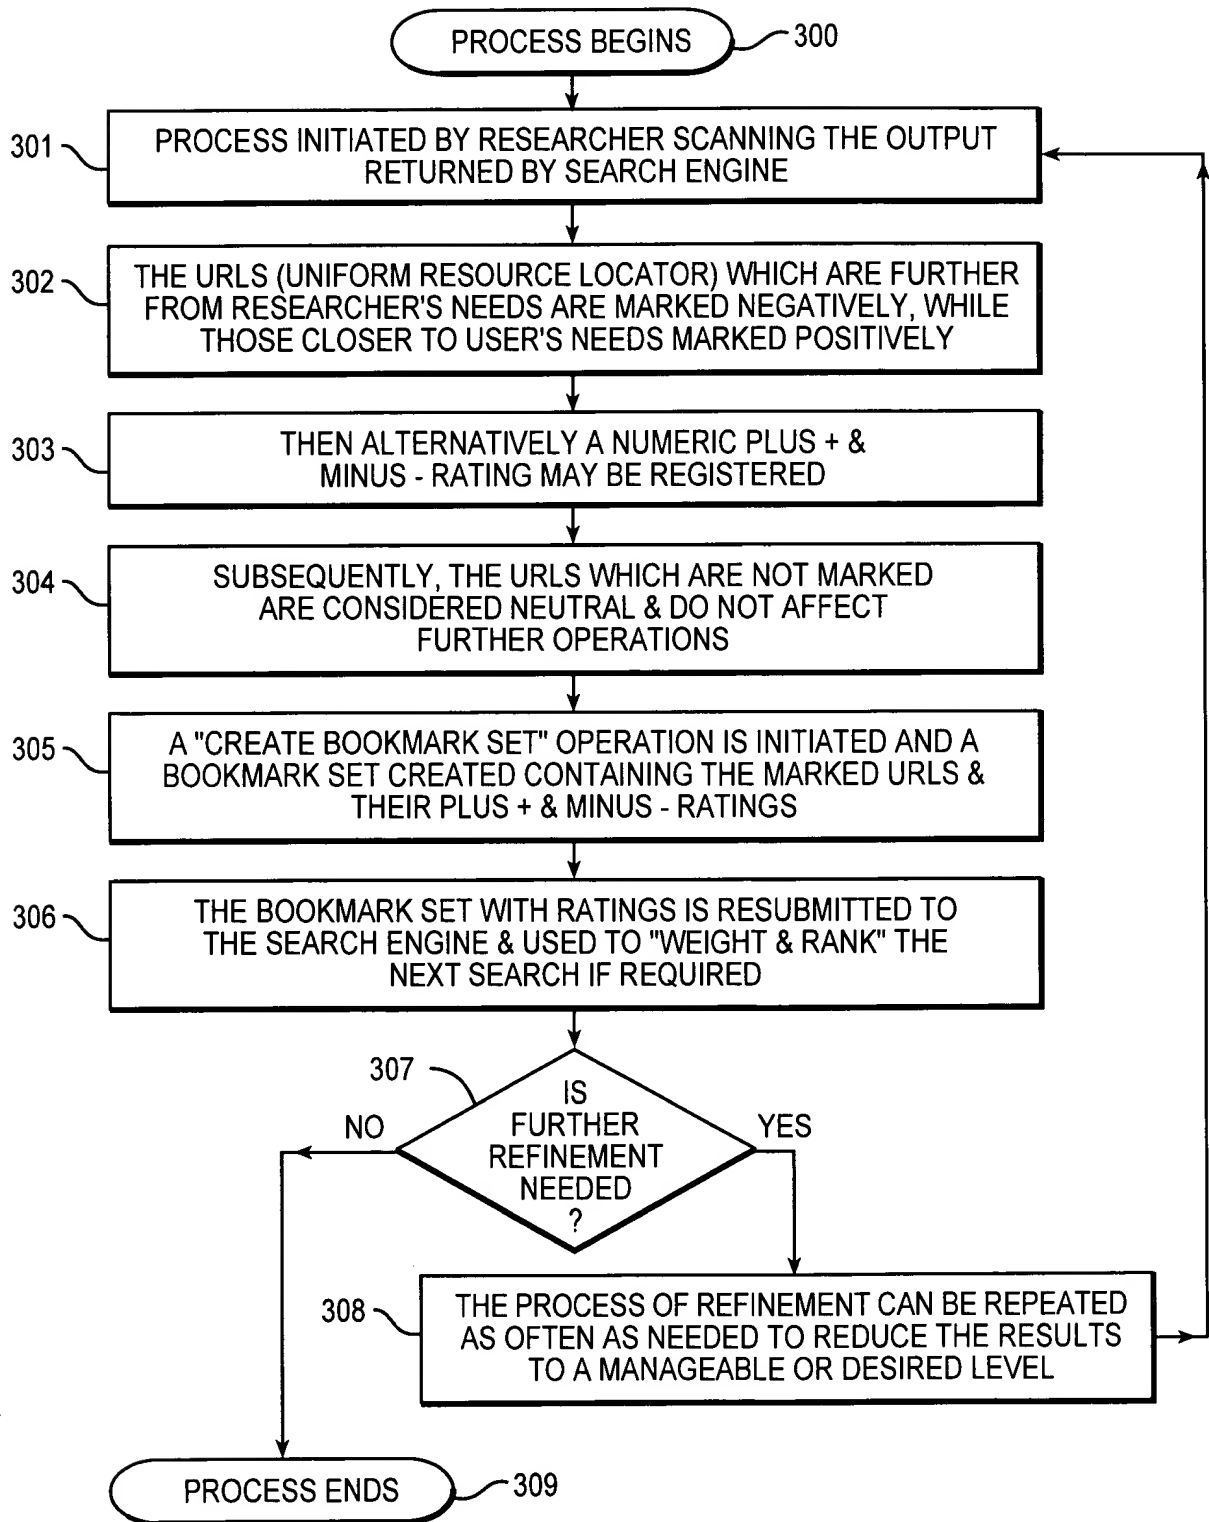 PROCESS BEGINS
300
301
PROCESS INITIATED BY RESEARCHER SCANNING THE OUTPUT
RETURNED BY SEARCH ENGINE
302
THE URLS (UNIFORM RESOURCE LOCATOR) WHICH ARE FURTHER
FROM RESEARCHER'S NEEDS ARE MARKED NEGATIVELY, WHILE
THOSE CLOSER TO USER'S NEEDS MARKED POSITIVELY
303
THEN ALTERNATIVELY A NUMERIC PLUS + &
MINUS - RATING MAY BE REGISTERED
304
SUBSEQUENTLY, THE URLS WHICH ARE NOT MARKED
ARE CONSIDERED NEUTRAL & DO NOT AFFECT
FURTHER OPERATIONS
305
A "CREATE BOOKMARK SET" OPERATION IS INITIATED AND A
BOOKMARK SET CREATED CONTAINING THE MARKED URLS &
THEIR PLUS + & MINUS - RATINGS
306
THE BOOKMARK SET WITH RATINGS IS RESUBMITTED TO
THE SEARCH ENGINE & USED TO "WEIGHT & RANK" THE
NEXT SEARCH IF REQUIRED
307
IS
FURTHER
REFINEMENT
NEEDED
?
NO
YES
308
THE PROCESS OF REFINEMENT CAN BE REPEATED
AS OFTEN AS NEEDED TO REDUCE THE RESULTS
TO A MANAGEABLE OR DESIRED LEVEL
PROCESS ENDS
309